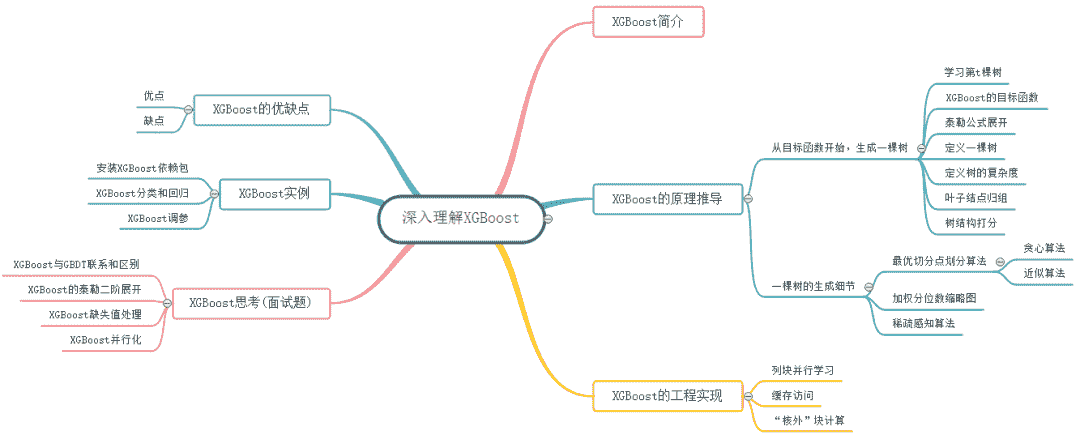 深入理解XGBoost
XGBoost简介
XGBoost的原理推导
从目标函数开始，生成一棵树
学习第t棵树
XGBoost的目标函数
泰勒公式展开
定义一棵树
定义树的复杂度
叶子结点归组
树结构打分
一棵树的生成细节
最优切分点划分算法
贪心算法
近似算法
加权分位数缩略图
稀疏感知算法
XGBoost的工程实现
列块并行学习
缓存访问
“核外”块计算
XGBoost的优缺点
优点
缺点
XGBoost实例
安装XGBoost依赖包
XGBoost分类和回归
XGBoost调参
XGBoost思考(面试题)
XGBoost与GBDT联系和区别
XGBoost的泰勒二阶展开
XGBoost缺失值处理
XGBoost并行化